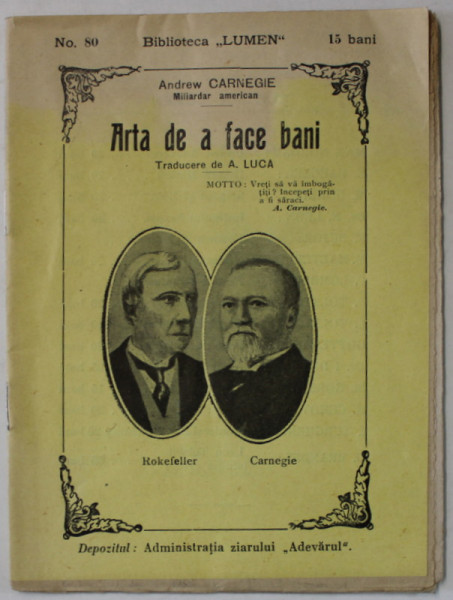 No. 80 Biblioteca „LUMEN“ 15 bani
Andrew CARNEGIE
Miliardar american
Arta de a face bani
Traducere de A. LUCA
MOTTO: Vreți să vă îmbogă-
țiți? Incepeți prin
a fi săraci.
A. Carnegie.
Rokefeller Carnegie
Depozitul: Administrația ziarului „Adevărul“.